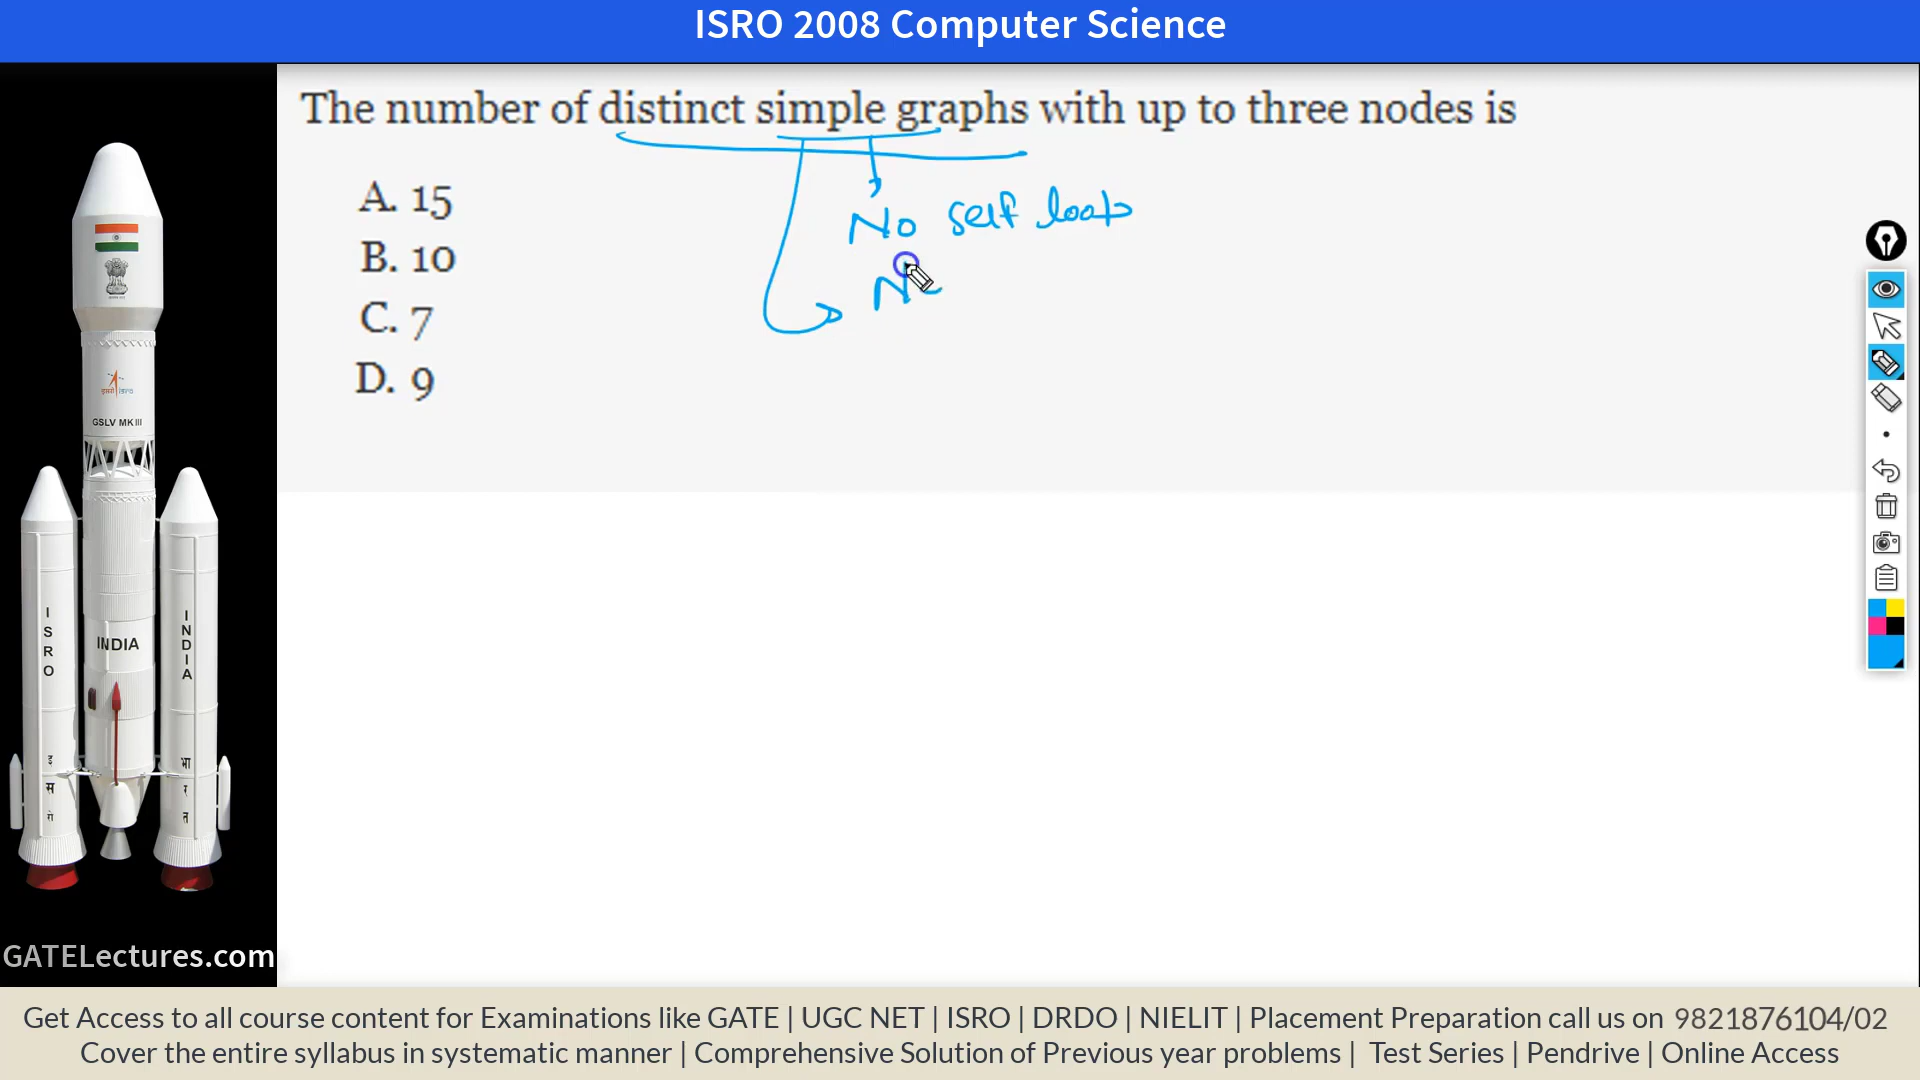 ISRO 2008 Computer Science
The number of distinct simple graphs with up to three nodes is
A. 15
B. 10
C. 7
D. 9
No self loop
No
GSLV MK III
ISRO
INDIA
INDIA
इस्रो
भारत
GATELectures.com
Get Access to all course content for Examinations like GATE | UGC NET | ISRO | DRDO | NIELIT | Placement Preparation call us on 9821876104/02
Cover the entire syllabus in systematic manner | Comprehensive Solution of Previous year problems | Test Series | Pendrive | Online Access